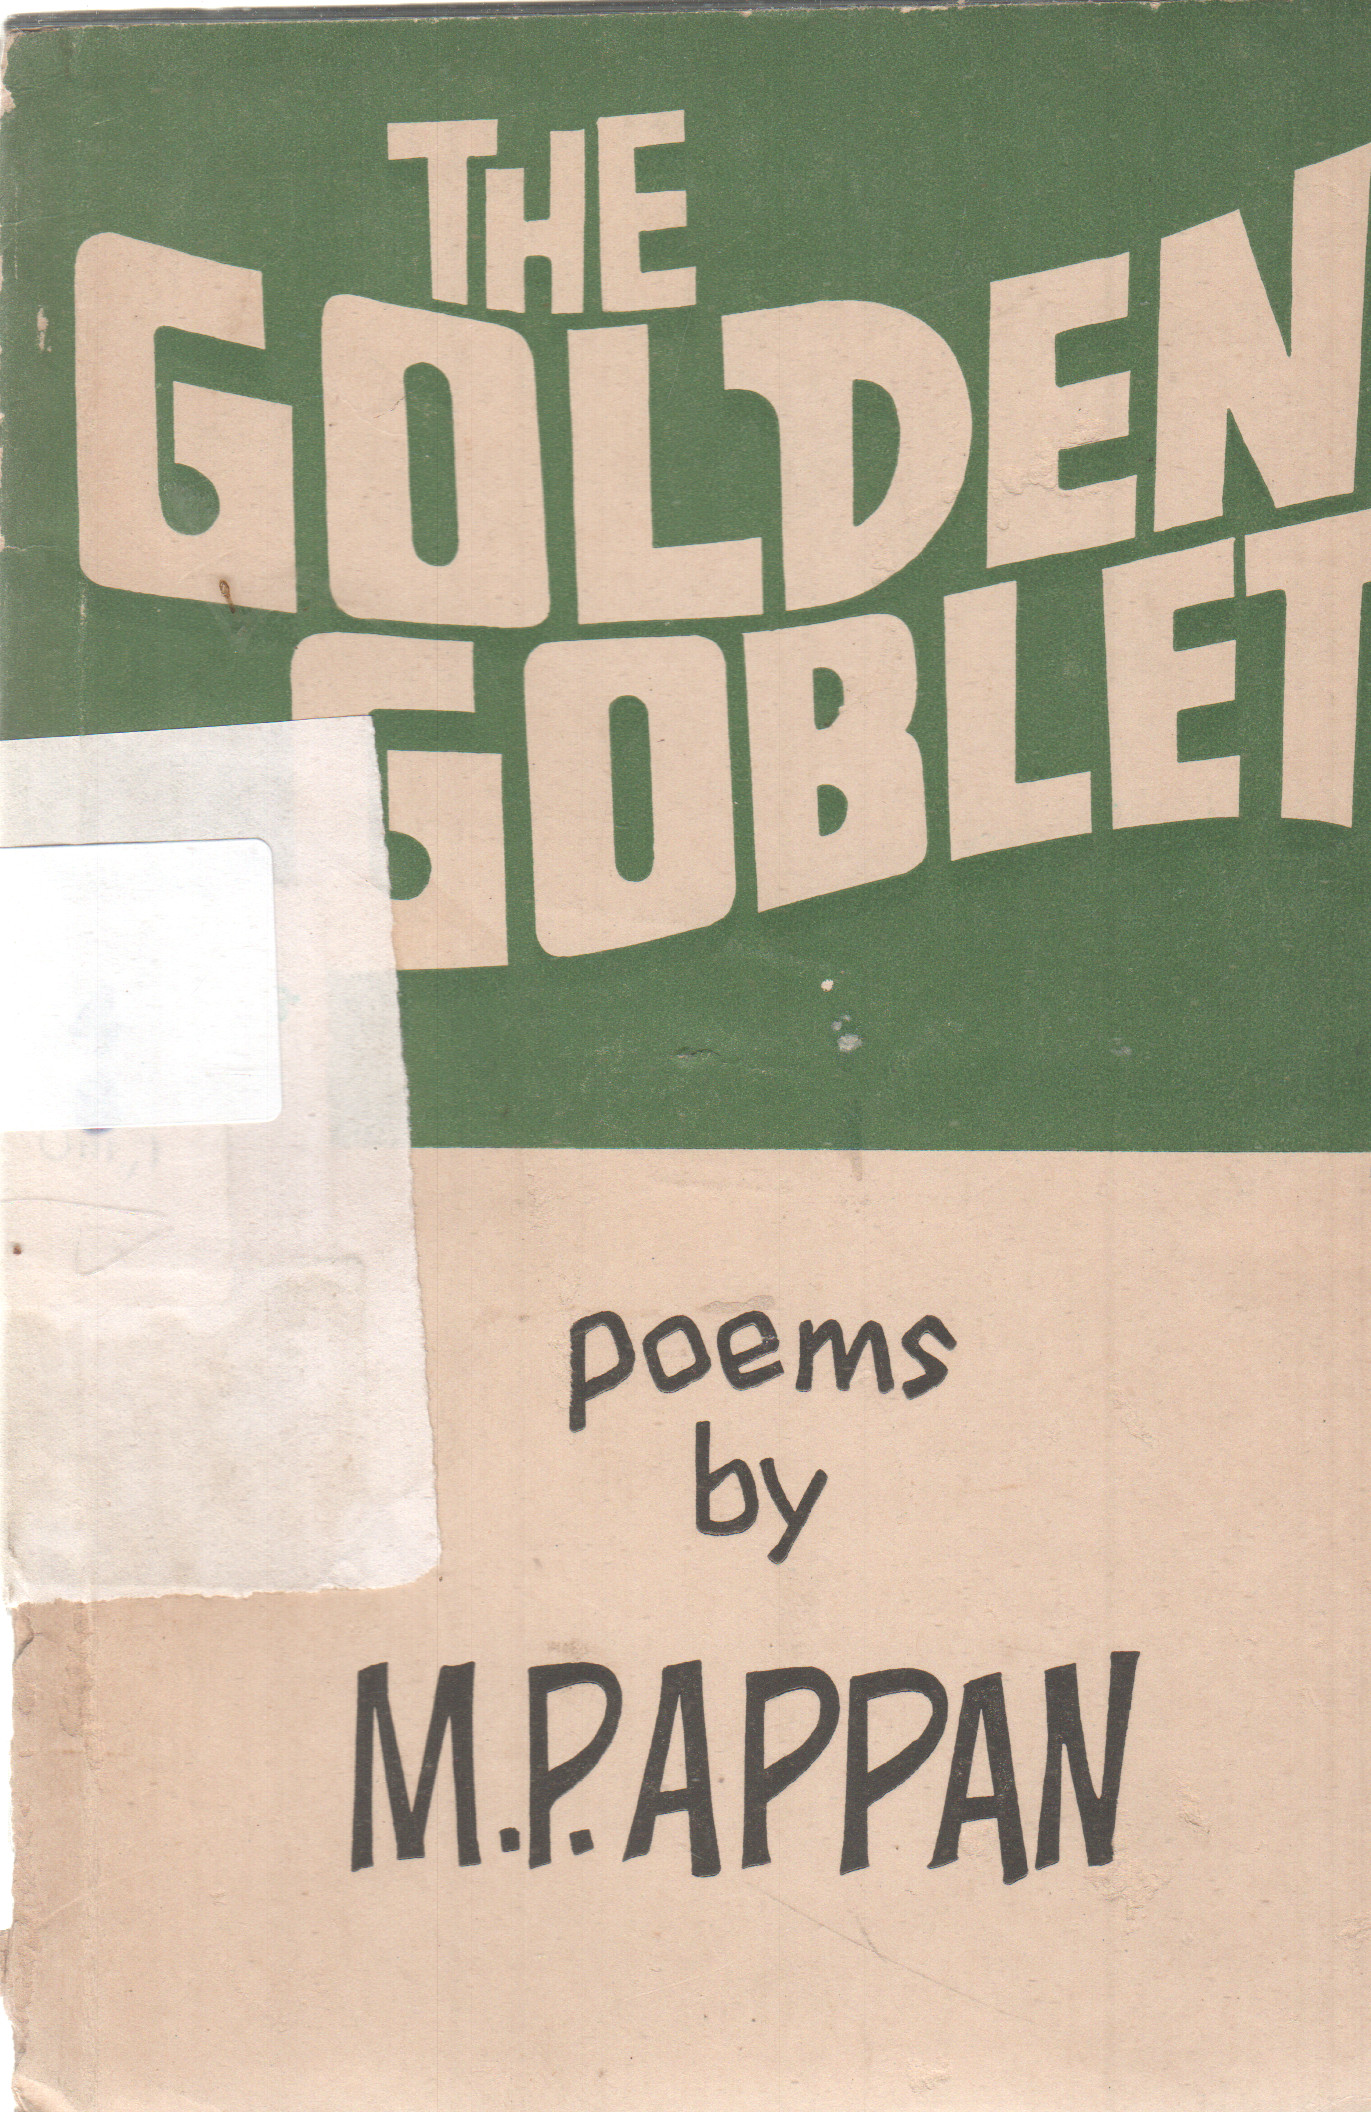 THE
GOLDEN
GOBLET
poems
by
M.P. APPAN